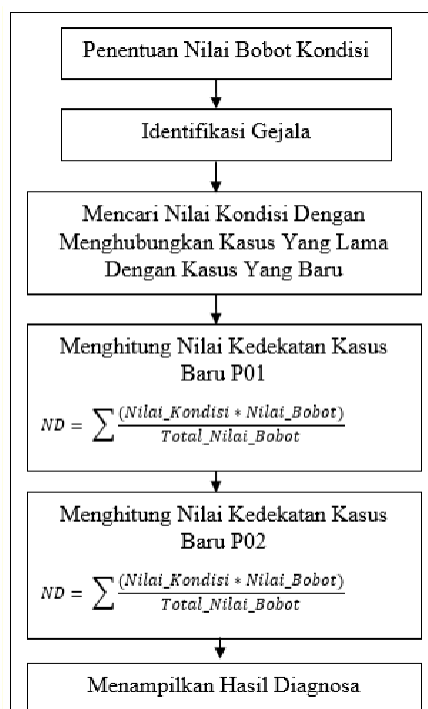 Penentuan Nilai Bobot Kondisi
Identifikasi Gejala
Mencari Nilai Kondisi Dengan
Menghubungkan Kasus Yang Lama
Dengan Kasus Yang Baru
Menghitung Nilai Kedekatan Kasus
Baru P01
ND = ∑ (Nilai_Kondisi * Nilai_Bobot) / Total_Nilai_Bobot
Menghitung Nilai Kedekatan Kasus
Baru P02
ND = ∑ (Nilai_Kondisi * Nilai_Bobot) / Total_Nilai_Bobot
Menampilkan Hasil Diagnosa